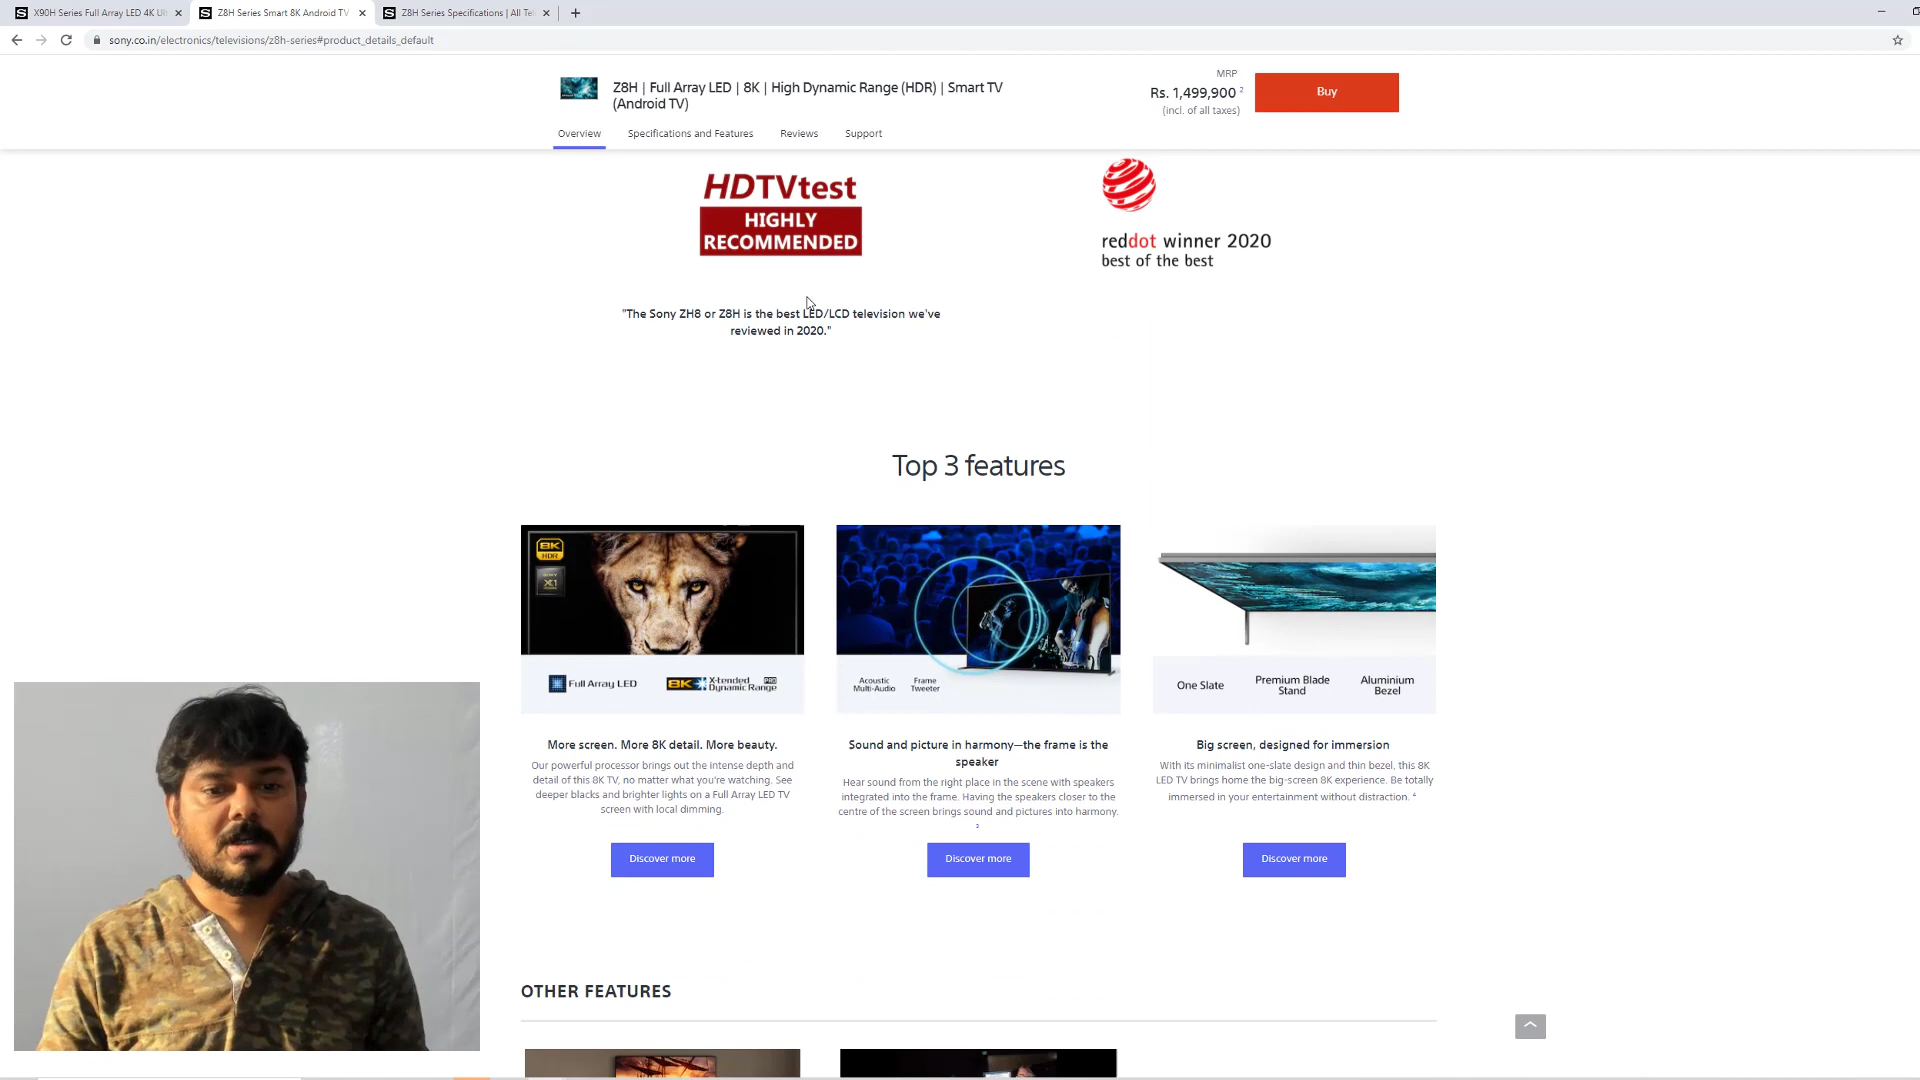 X90H Series Full Array LED 4K Ult
Z8H Series Smart 8K Android TV
Z8H Series Specifications | All Tel
sony.co.in/electronics/televisions/z8h-series#product_details_default
Z8H | Full Array LED | 8K | High Dynamic Range (HDR) | Smart TV
(Android TV)
MRP
Rs. 1,499,900 2
(incl. of all taxes)
Buy
Overview
Specifications and Features
Reviews
Support
HDTVtest
HIGHLY
RECOMMENDED
reddot winner 2020
best of the best
"The Sony ZH8 or Z8H is the best LED/LCD television we've
reviewed in 2020."
Top 3 features
8K
HDR
SONY
X1
Full Array LED
8K X-tended
Dynamic Range PRO
Acoustic
Multi-Audio
Frame
Tweeter
One Slate
Premium Blade
Stand
Aluminium
Bezel
More screen. More 8K detail. More beauty.
Our powerful processor brings out the intense depth and
detail of this 8K TV, no matter what you're watching. See
deeper blacks and brighter lights on a Full Array LED TV
screen with local dimming.
Discover more
Sound and picture in harmony—the frame is the
speaker
Hear sound from the right place in the scene with speakers
integrated into the frame. Having the speakers closer to the
centre of the screen brings sound and pictures into harmony.
3
Discover more
Big screen, designed for immersion
With its minimalist one-slate design and thin bezel, this 8K
LED TV brings home the big-screen 8K experience. Be totally
immersed in your entertainment without distraction. 4
Discover more
OTHER FEATURES